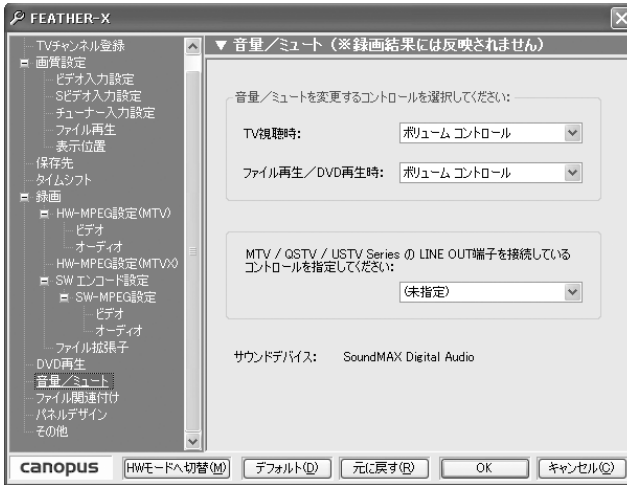 FEATHER-X
TVチャンネル登録
画質設定
ビデオ入力設定
Sビデオ入力設定
チューナー入力設定
ファイル再生
表示位置
保存先
タイムシフト
録画
HW-MPEG設定(MTV)
ビデオ
オーディオ
HW-MPEG設定(MTVX)
SW エンコード設定
SW-MPEG設定
ビデオ
オーディオ
ファイル拡張子
DVD再生
音量/ミュート
ファイル関連付け
パネルデザイン
その他
▼ 音量/ミュート (※録画結果には反映されません)
音量/ミュートを変更するコントロールを選択してください:
TV視聴時: ボリューム コントロール
ファイル再生/DVD再生時: ボリューム コントロール
MTV / QSTV / USTV Series の LINE OUT端子を接続している
コントロールを指定してください:
(未指定)
サウンドデバイス: SoundMAX Digital Audio
canopus HWモードへ切替(M) デフォルト(D) 元に戻す(R) OK キャンセル(C)